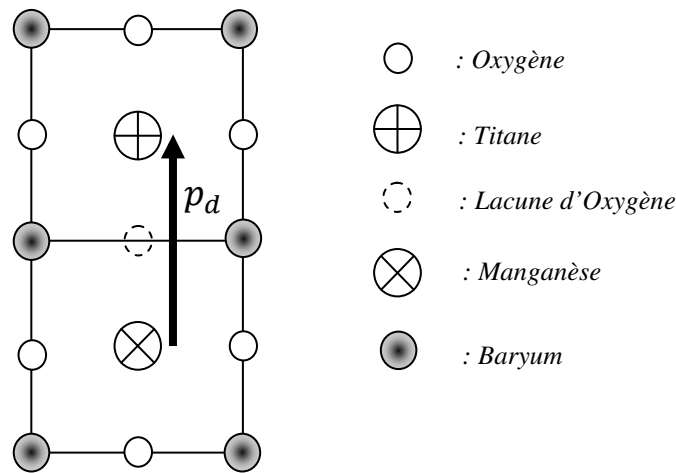 p_d
: Oxygène
: Titane
: Lacune d'Oxygène
: Manganèse
: Baryum